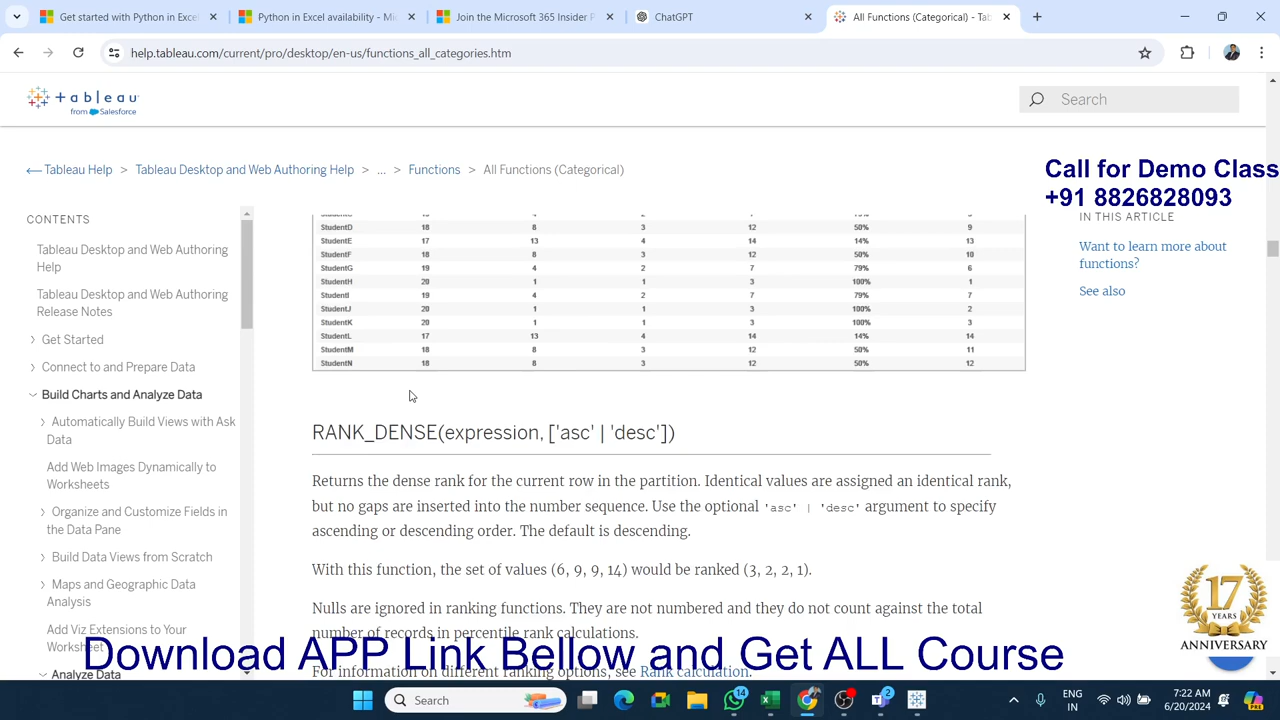 Get started with Python in Excel
Python in Excel availability - Mi
Join the Microsoft 365 Insider P
ChatGPT
All Functions (Categorical) - Tab
help.tableau.com/current/pro/desktop/en-us/functions_all_categories.htm
+ableau
from Salesforce
Search
Tableau Help > Tableau Desktop and Web Authoring Help > ... > Functions > All Functions (Categorical)
Call for Demo Class
+91 8826828093
CONTENTS
Tableau Desktop and Web Authoring
Help
Tableau Desktop and Web Authoring
Release Notes
Get Started
Connect to and Prepare Data
Build Charts and Analyze Data
Automatically Build Views with Ask
Data
Add Web Images Dynamically to
Worksheets
Organize and Customize Fields in
the Data Pane
Build Data Views from Scratch
Maps and Geographic Data
Analysis
Add Viz Extensions to Your
Worksheet
Analyze Data
StudentD 18 8 3 12 50% 9
StudentE 17 13 4 14 14% 13
StudentF 18 8 3 12 50% 10
StudentG 19 4 2 7 79% 6
StudentH 20 1 1 3 100% 1
StudentI 19 4 2 7 79% 7
StudentJ 20 1 1 3 100% 2
StudentK 20 1 1 3 100% 3
StudentL 17 13 4 14 14% 14
StudentM 18 8 3 12 50% 11
StudentN 18 8 3 12 50% 12
RANK_DENSE(expression, ['asc' | 'desc'])
Returns the dense rank for the current row in the partition. Identical values are assigned an identical rank,
but no gaps are inserted into the number sequence. Use the optional 'asc' | 'desc' argument to specify
ascending or descending order. The default is descending.
With this function, the set of values (6, 9, 9, 14) would be ranked (3, 2, 2, 1).
Nulls are ignored in ranking functions. They are not numbered and they do not count against the total
number of records in percentile rank calculations.
For information on different ranking options, see Rank calculation.
IN THIS ARTICLE
Want to learn more about
functions?
See also
17
YEARS
ANNIVERSARY
Download APP Link Bellow and Get ALL Course
Search
14
2
ENG
IN
7:22 AM
6/20/2024